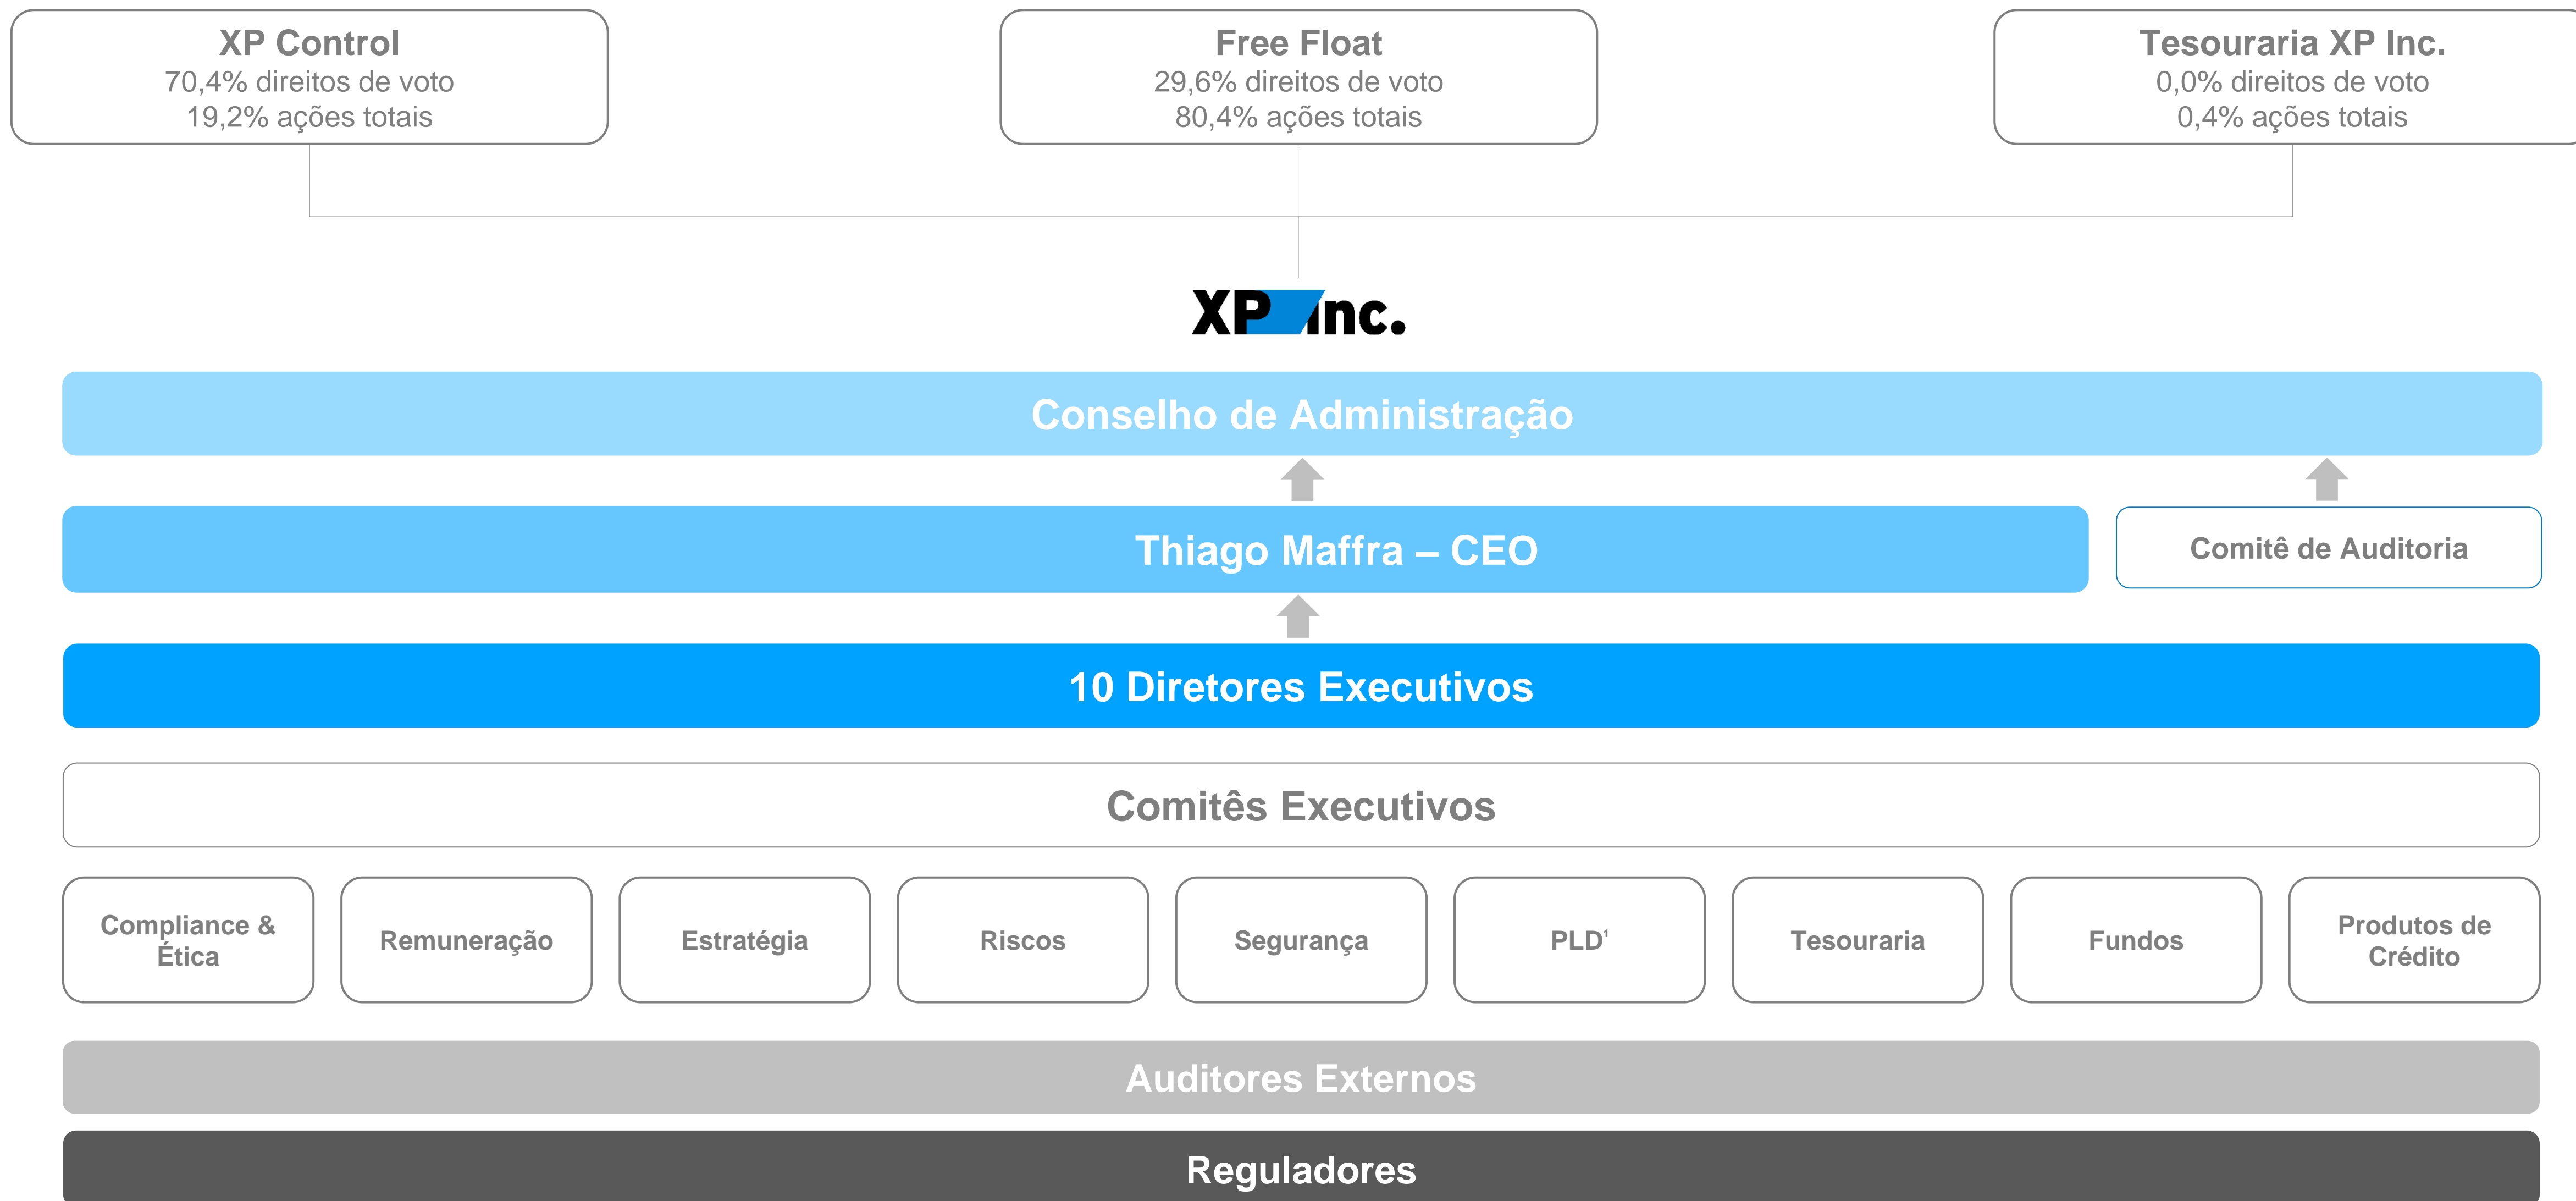 XP Control
70,4% direitos de voto
19,2% ações totais
Free Float
29,6% direitos de voto
80,4% ações totais
Tesouraria XP Inc.
0,0% direitos de voto
0,4% ações totais
XP Inc.
Conselho de Administração
Thiago Maffra – CEO
Comitê de Auditoria
10 Diretores Executivos
Comitês Executivos
Compliance &
Ética
Remuneração
Estratégia
Riscos
Segurança
PLD¹
Tesouraria
Fundos
Produtos de
Crédito
Auditores Externos
Reguladores